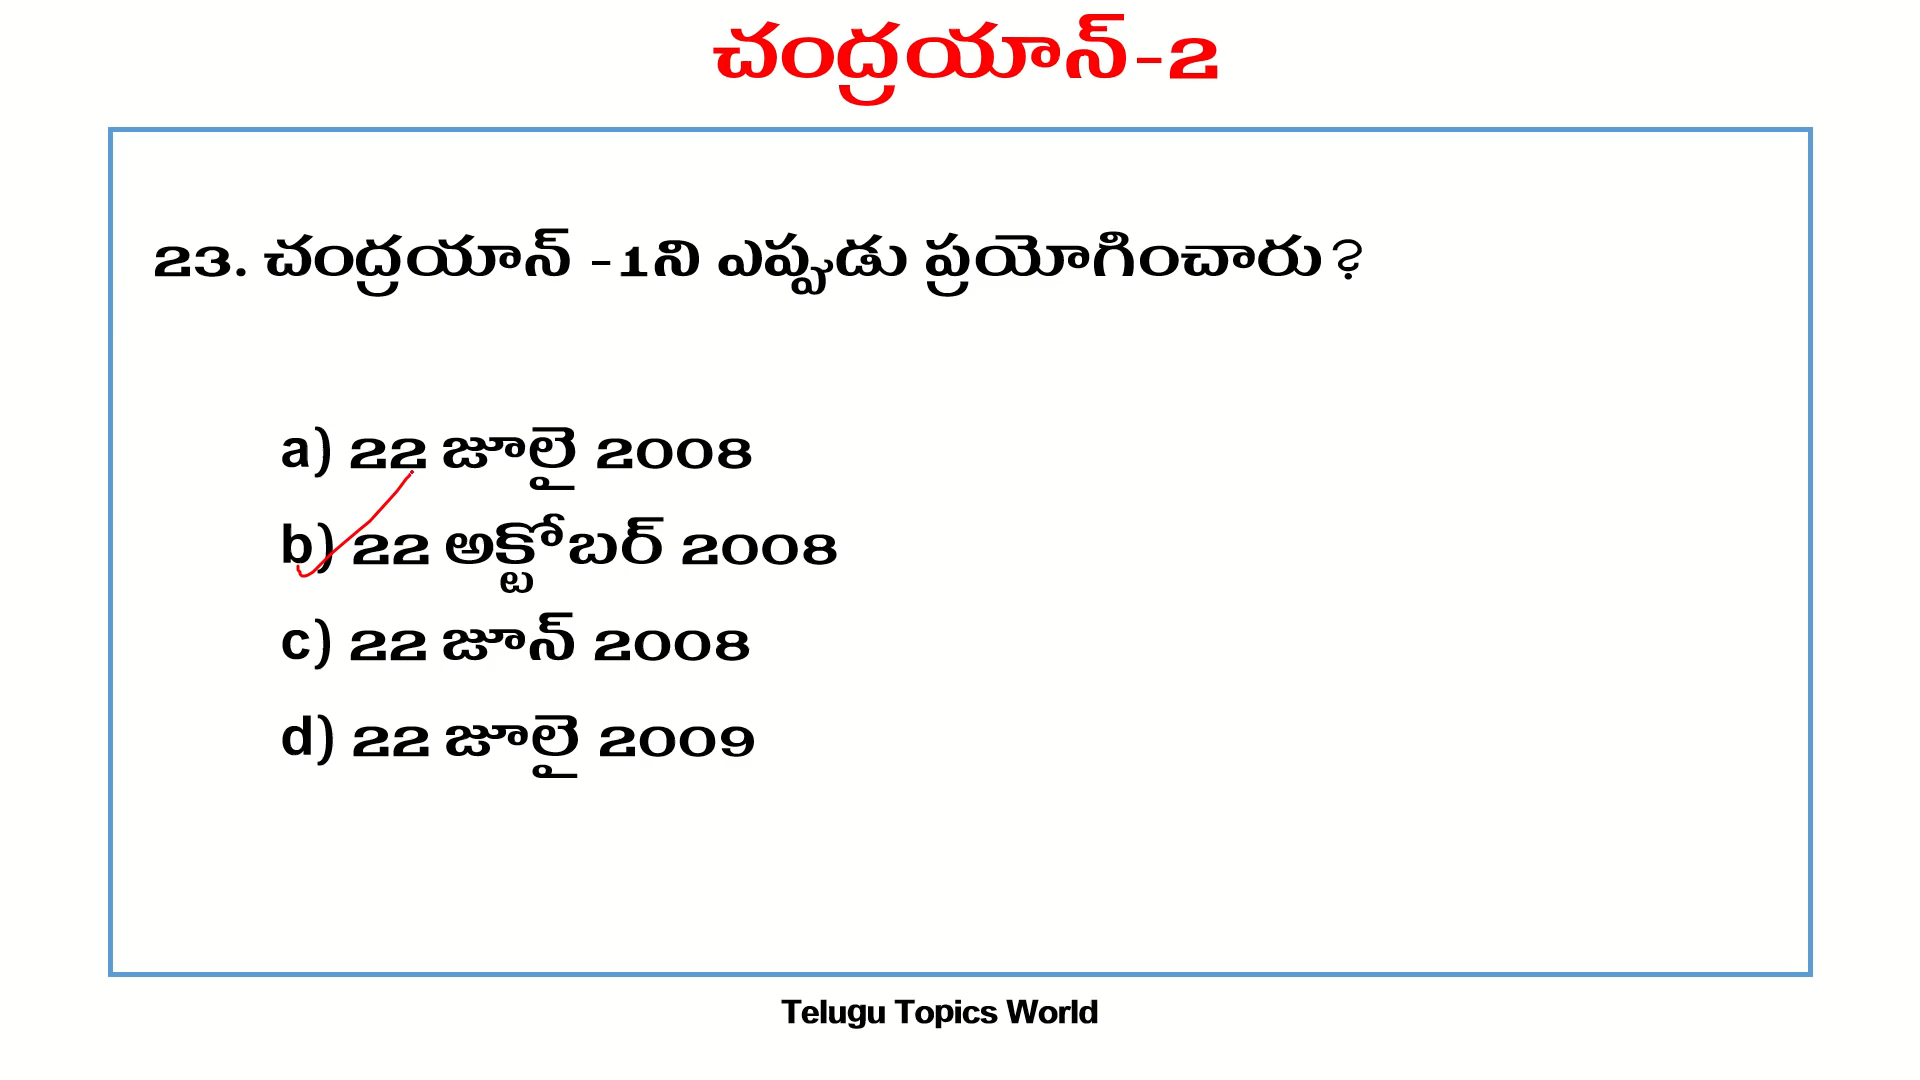 చంద్రయాన్-2
23. చంద్రయాన్ -1ని ఎప్పుడు ప్రయోగించారు?
a) 22 జూలై 2008
b) 22 అక్టోబర్ 2008
c) 22 జూన్ 2008
d) 22 జూలై 2009
Telugu Topics World